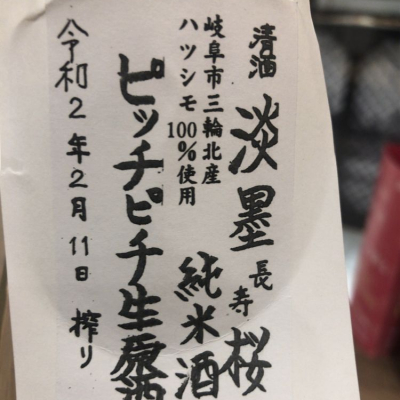 清酒 淡墨桜
長寿
岐阜市三輪北産
ハツシモ100%使用
純米酒
ピッチピチ生原酒
令和2年2月11日 搾り